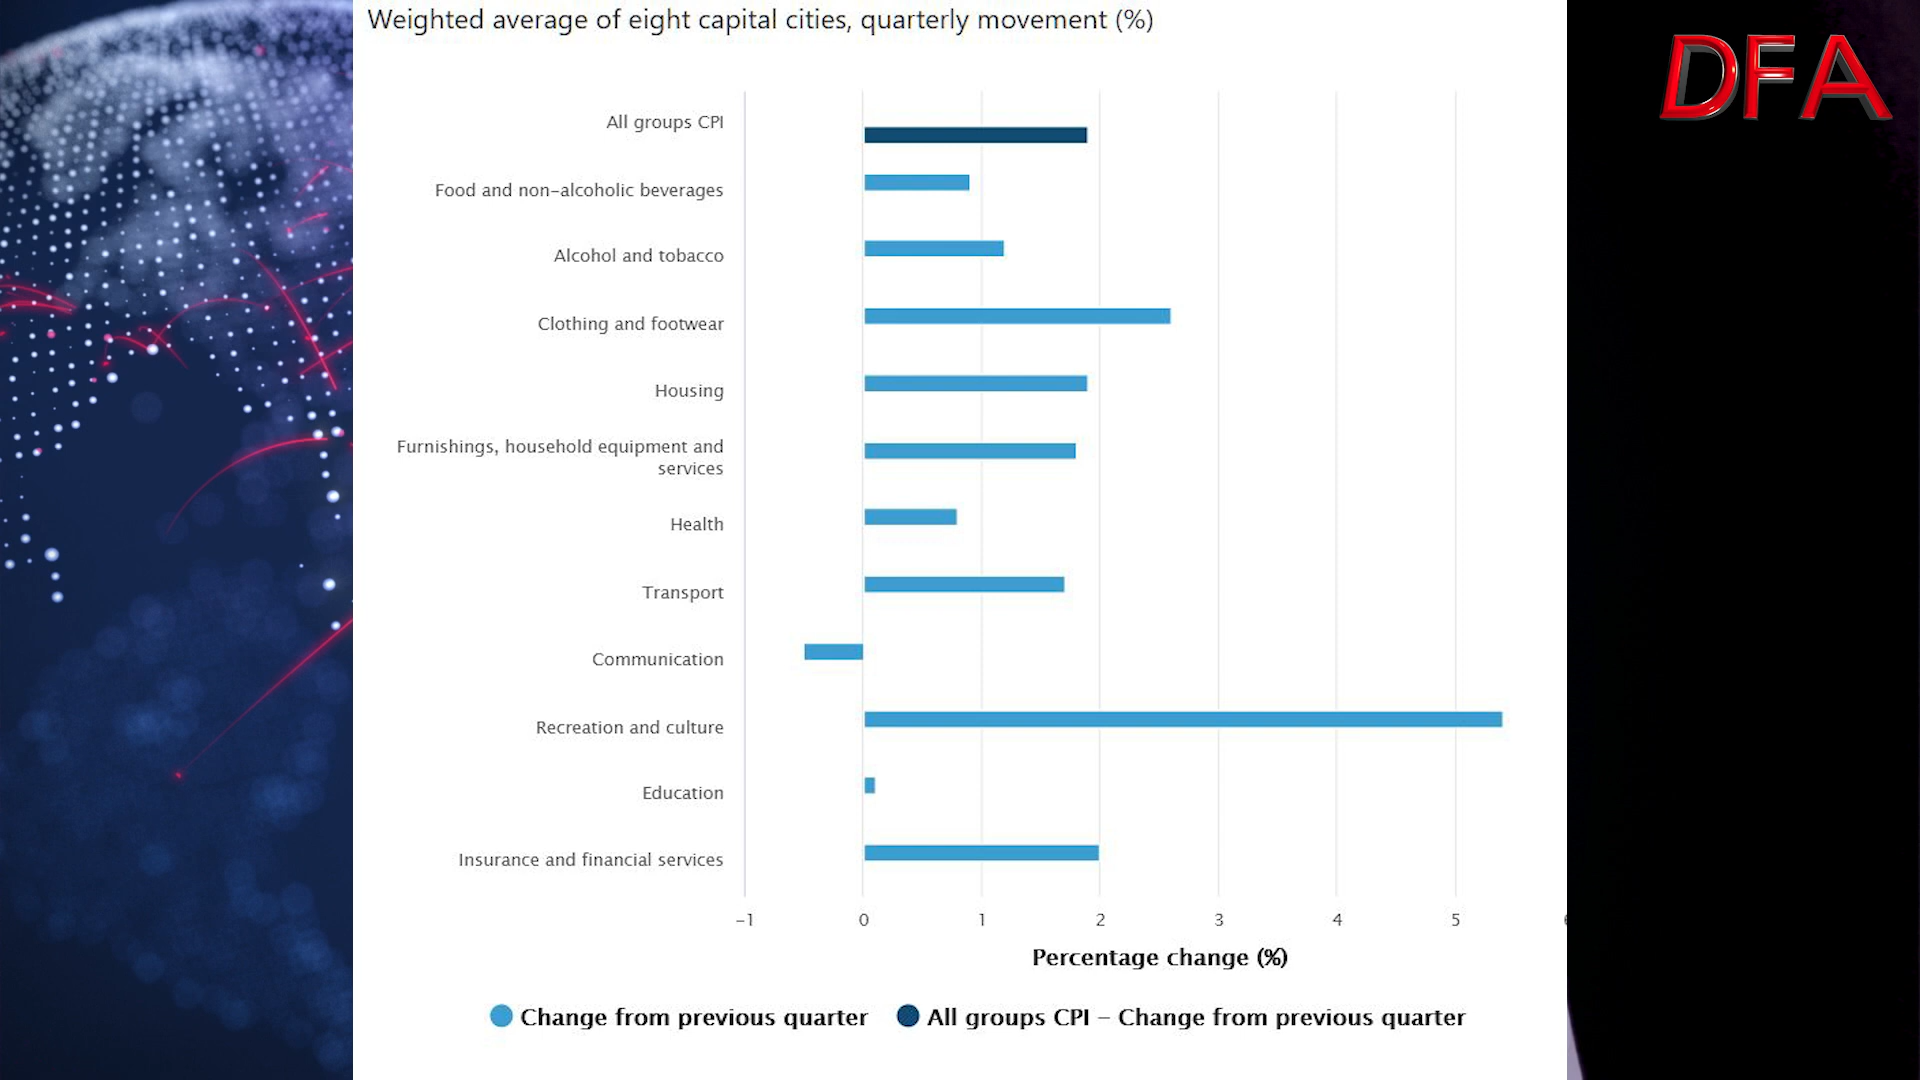 Weighted average of eight capital cities, quarterly movement (%)
DFA
All groups CPI
Food and non-alcoholic beverages
Alcohol and tobacco
Clothing and footwear
Housing
Furnishings, household equipment and
services
Health
Transport
Communication
Recreation and culture
Education
Insurance and financial services
-1 0 1 2 3 4 5
Percentage change (%)
Change from previous quarter All groups CPI - Change from previous quarter